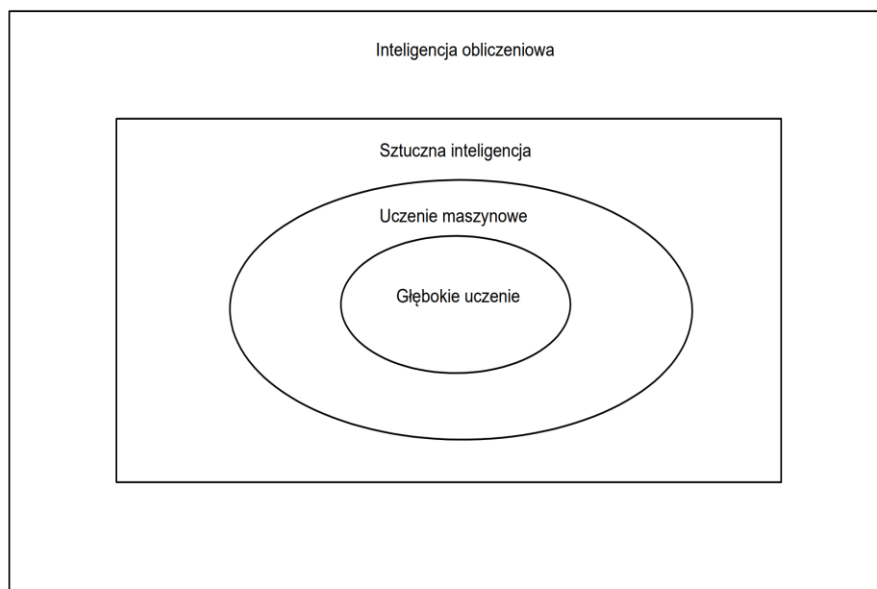 Inteligencja obliczeniowa
Sztuczna inteligencja
Uczenie maszynowe
Głębokie uczenie